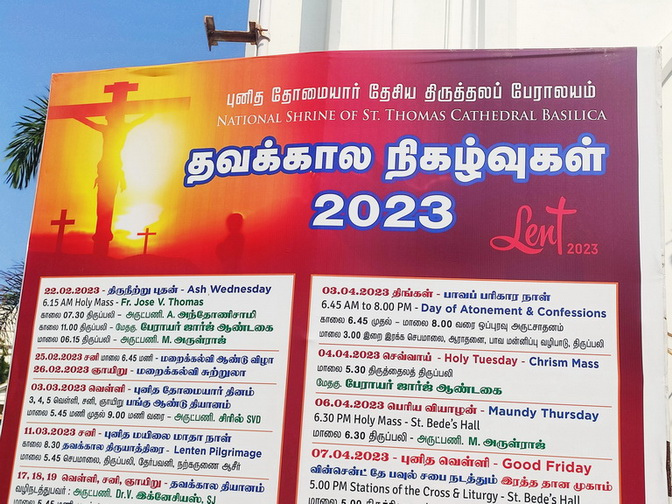 புனித தோமையார் தேசிய திருத்தலப் பேராலயம்
NATIONAL SHRINE OF ST. THOMAS CATHEDRAL BASILICA
தவக்கால நிகழ்வுகள்
2023
Lent 2023
22.02.2023 - திருநீற்று புதன் - Ash Wednesday
6.15 AM Holy Mass - Fr. Jose V. Thomas
காலை 07.30 திருப்பலி - அருட்பணி. A. அந்தோணிசாமி
காலை 11.00 திருப்பலி - மேதகு. பேராயர் ஜார்ஜ் ஆண்டகை
மாலை 06.15 திருப்பலி - அருட்பணி. M. அருள்ராஜ்
25.02.2023 சனி மாலை 6.45 மணி - மறைக்கல்வி ஆண்டு விழா
26.02.2023 ஞாயிறு - மறைக்கல்வி சுற்றுலா
03.03.2023 வெள்ளி - புனித தோமையார் தினம்
3, 4, 5 வெள்ளி, சனி, ஞாயிறு பங்கு ஆண்டு தியானம்
மாலை 5.45 மணி முதல் 9.00 மணி வரை - அருட்பணி. சிரில் SVD
11.03.2023 சனி - புனித மயிலை மாதா நாள்
காலை 8.30 தவக்கால திருயாத்திரை - Lenten Pilgrimage
மாலை 5.45 செபமாலை, திருப்பலி, தேர்பவனி, நற்கருணை ஆசீர்
17, 18, 19 வெள்ளி, சனி, ஞாயிறு - தவக்கால தியானம்
வழிநடத்துபவர் : அருட்பணி. Dr.V. இக்னேசியஸ், SJ
03.04.2023 திங்கள் - பாவப் பரிகார நாள்
6.45 AM to 8.00 PM - Day of Atonement & Confessions
காலை 6.45 முதல் - மாலை 8.00 வரை ஒப்புரவு அருட்சாதனம்
மாலை 3.00 இறை இரக்க செபமாலை, ஆராதனை, பாவ மன்னிப்பு வழிபாடு, திருப்பலி
04.04.2023 செவ்வாய் - Holy Tuesday - Chrism Mass
மாலை 5.30 திருத்தைலத் திருப்பலி
மேதகு. பேராயர் ஜார்ஜ் ஆண்டகை
06.04.2023 பெரிய வியாழன் - Maundy Thursday
6.30 PM Holy Mass - St. Bede's Hall
மாலை 6.30 திருப்பலி - அருட்பணி. M. அருள்ராஜ்
07.04.2023 - புனித வெள்ளி - Good Friday
வின்சென்ட் தே பவுல் சபை நடத்தும் இரத்த தான முகாம்
5.00 PM Stations of the Cross & Liturgy - St. Bede's Hall